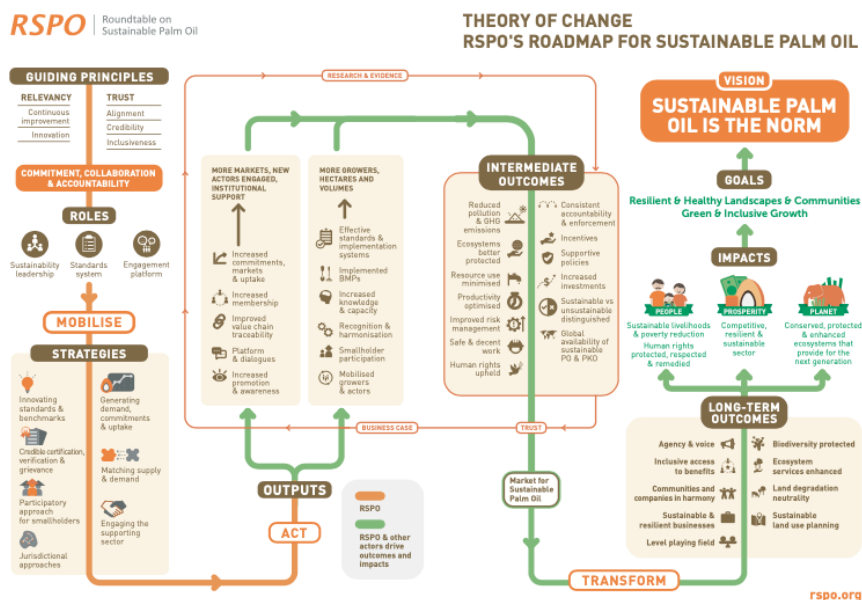 RSPO
Roundtable on
Sustainable Palm Oil
THEORY OF CHANGE
RSPO'S ROADMAP FOR SUSTAINABLE PALM OIL
GUIDING PRINCIPLES
RELEVANCY
Continuous
improvement
Innovation
TRUST
Alignment
Credibility
Inclusiveness
COMMITMENT, COLLABORATION
& ACCOUNTABILITY
ROLES
Sustainability
leadership
Standards
system
Engagement
platform
MOBILISE
STRATEGIES
Innovating
standards &
benchmarks
Credible certification,
verification &
grievance
Participatory
approach
for smallholders
Jurisdictional
approaches
Generating
demand,
commitments
& uptake
Matching supply
& demand
Engaging the
supporting
sector
RESEARCH & EVIDENCE
MORE MARKETS, NEW
ACTORS ENGAGED,
INSTITUTIONAL
SUPPORT
Increased
commitments,
markets
& uptake
Increased
membership
Improved
value chain
traceability
Platform
& dialogues
Increased
promotion
& awareness
MORE GROWERS,
HECTARES AND
VOLUMES
Effective
standards &
implementation
systems
Implemented
BMPs
Increased
knowledge
& capacity
Recognition &
harmonisation
Smallholder
participation
Mobilised
growers
& actors
BUSINESS CASE
TRUST
OUTPUTS
ACT
RSPO
RSPO & other
actors drive
outcomes and
impacts
INTERMEDIATE
OUTCOMES
Reduced
pollution
& GHG
emissions
Ecosystems
better
protected
Resource use
minimised
Productivity
optimised
Improved risk
management
Safe & decent
work
Human rights
upheld
Consistent
accountability
& enforcement
Incentives
Supportive
policies
Increased
investments
Sustainable vs
unsustainable
distinguished
Global
availability of
sustainable
PO & PKO
Market for
Sustainable
Palm Oil
TRANSFORM
VISION
SUSTAINABLE PALM
OIL IS THE NORM
GOALS
Resilient & Healthy Landscapes & Communities
Green & Inclusive Growth
IMPACTS
PEOPLE
Sustainable livelihoods
& poverty reduction
Human rights
protected, respected
& remedied
PROSPERITY
Competitive,
resilient &
sustainable
sector
PLANET
Conserved, protected
& enhanced
ecosystems that
provide for the
next generation
LONG-TERM
OUTCOMES
Agency & voice
Inclusive access
to benefits
Communities and
companies in harmony
Sustainable &
resilient businesses
Level playing field
Biodiversity protected
Ecosystem
services enhanced
Land degradation
neutrality
Sustainable
land use planning
rspo.org